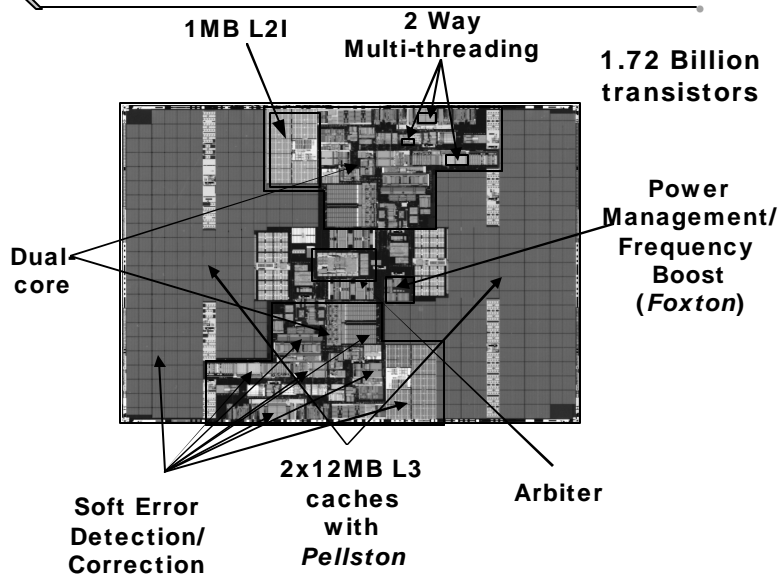 1MB L2I
2 Way
Multi-threading
1.72 Billion
transistors
Power
Management/
Frequency
Boost
(Foxton)
Dual-
core
Soft Error
Detection/
Correction
2x12MB L3
caches
with
Pellston
Arbiter